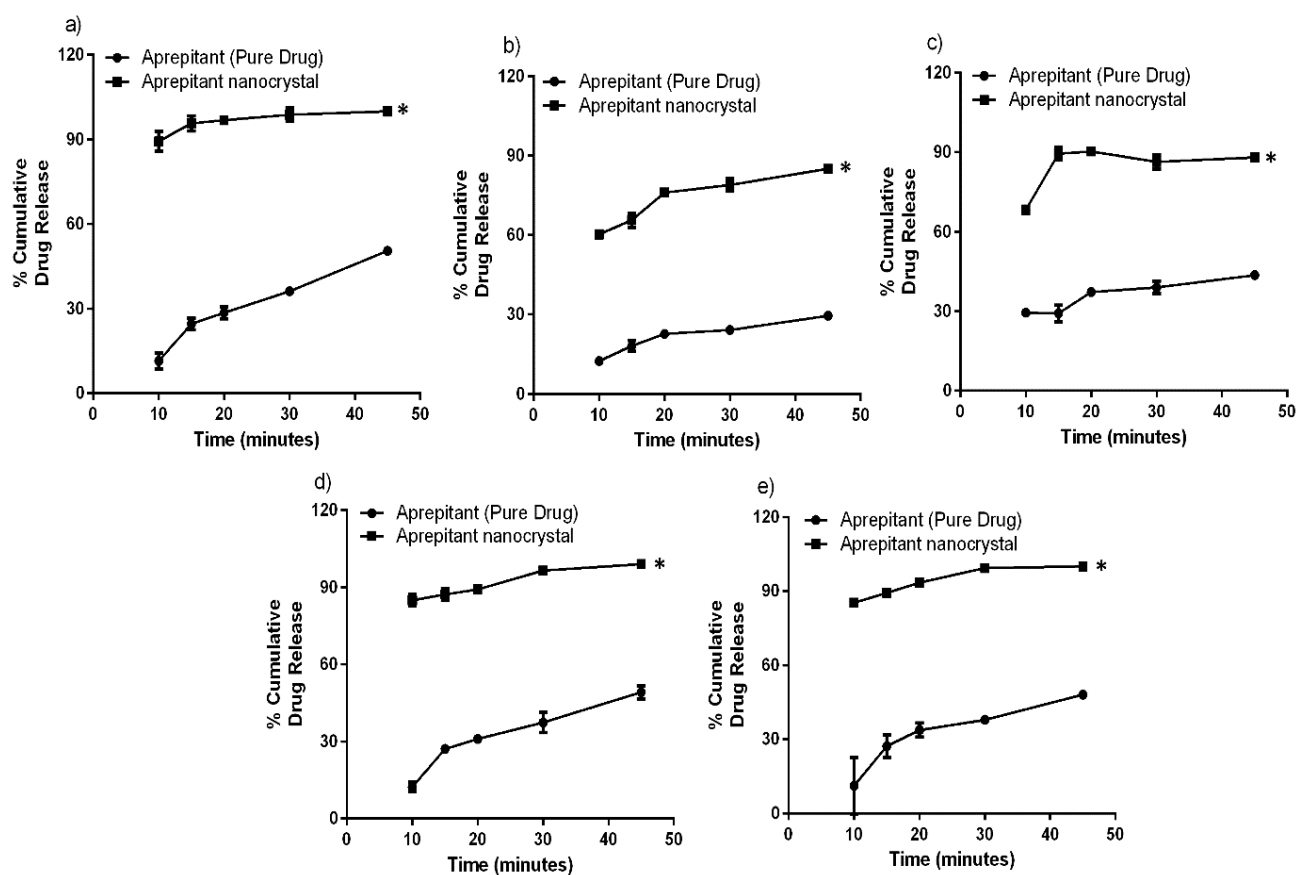 a)
Aprepitant (Pure Drug)
Aprepitant nanocrystal
120
90
60
30
0
% Cumulative
Drug Release
*
0 10 20 30 40 50
Time (minutes)
b)
Aprepitant (Pure Drug)
Aprepitant nanocrystal
120
90
60
30
0
% Cumulative
Drug Release
*
0 10 20 30 40 50
Time (minutes)
c)
Aprepitant (Pure Drug)
Aprepitant nanocrystal
120
90
60
30
0
% Cumulative
Drug Release
*
0 10 20 30 40 50
Time (minutes)
d)
Aprepitant (Pure Drug)
Aprepitant nanocrystal
120
90
60
30
0
% Cumulative
Drug Release
*
0 10 20 30 40 50
Time (minutes)
e)
Aprepitant (Pure Drug)
Aprepitant nanocrystal
120
90
60
30
0
% Cumulative
Drug Release
*
0 10 20 30 40 50
Time (minutes)